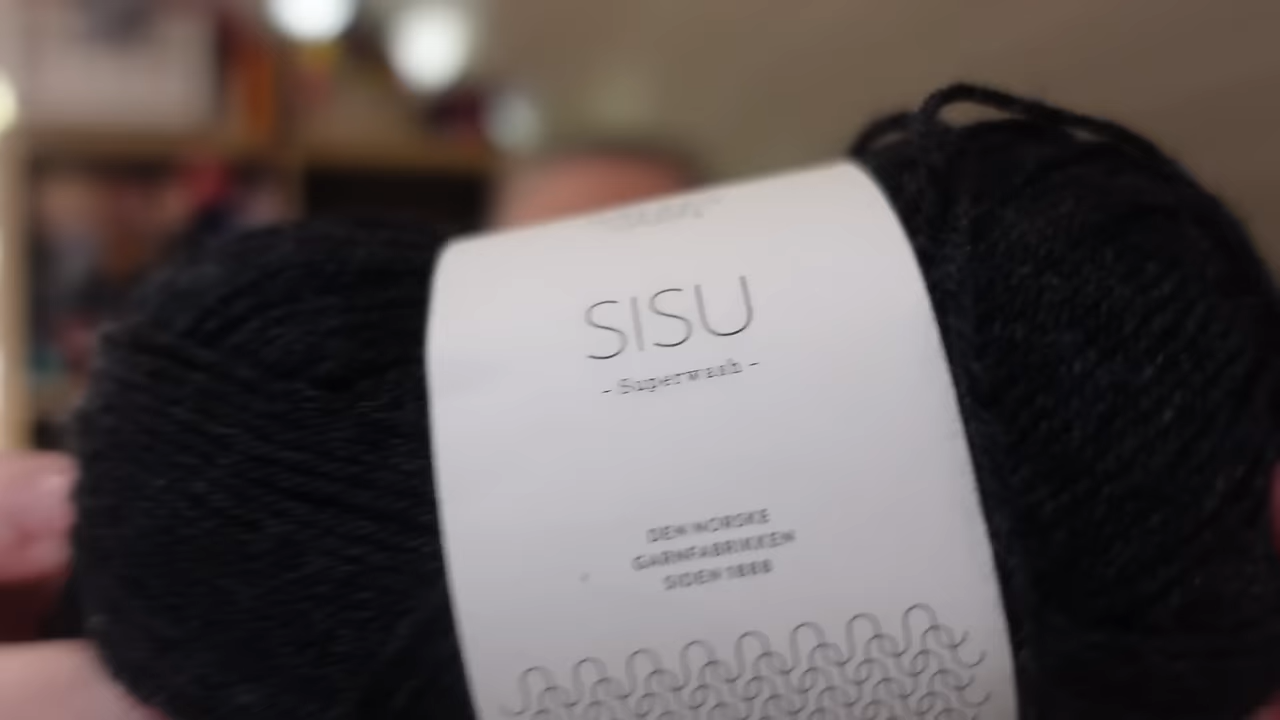 SISU
- Superwash -
DEN NORSKE
GARNFABRIKKEN
SIDEN 1888